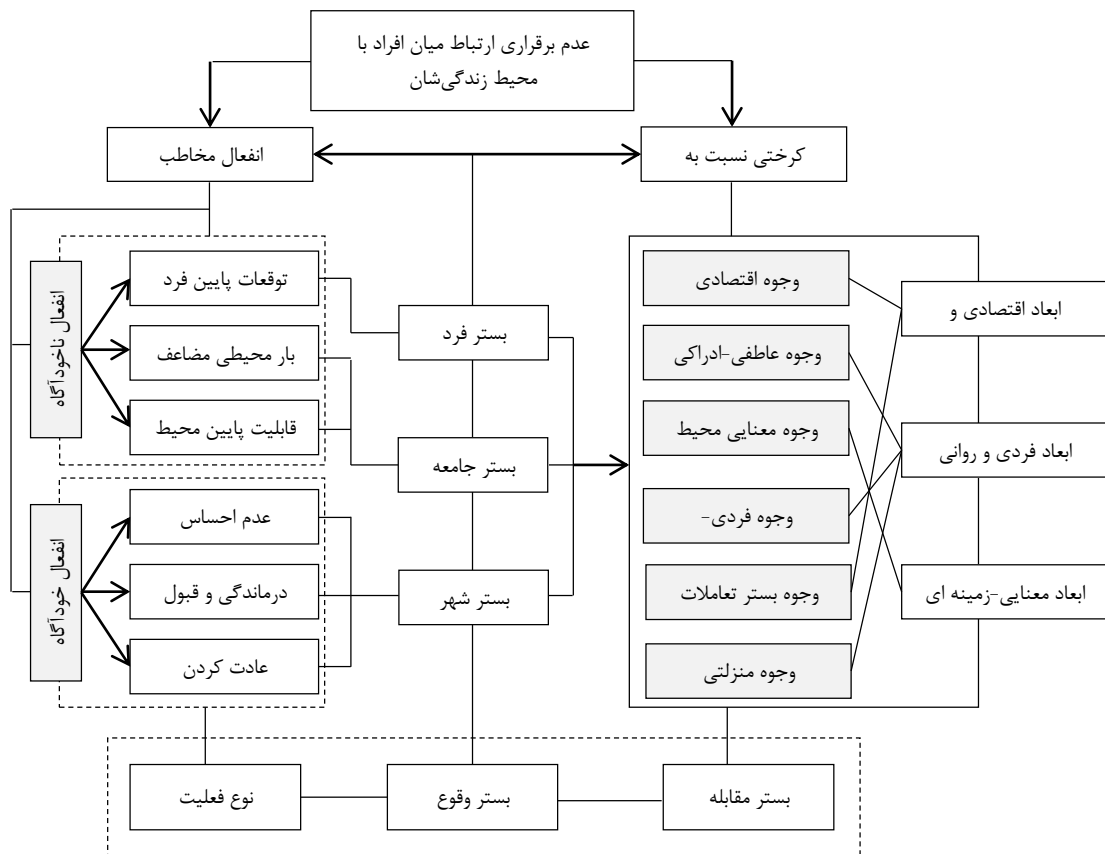 عدم برقراری ارتباط میان افراد با
محیط زندگی‌شان
کرختی نسبت به
انفعال مخاطب
انفعال ناخودآگاه
توقعات پایین فرد
بار محیطی مضاعف
قابلیت پایین محیط
انفعال خودآگاه
عدم احساس
درماندگی و قبول
عادت کردن
بستر فرد
بستر جامعه
بستر شهر
وجوه اقتصادی
وجوه عاطفی-ادراکی
وجوه معنایی محیط
وجوه فردی-
وجوه بستر تعاملات
وجوه منزلتی
ابعاد اقتصادی و
ابعاد فردی و روانی
ابعاد معنایی-زمینه ای
بستر مقابله
بستر وقوع
نوع فعلیت